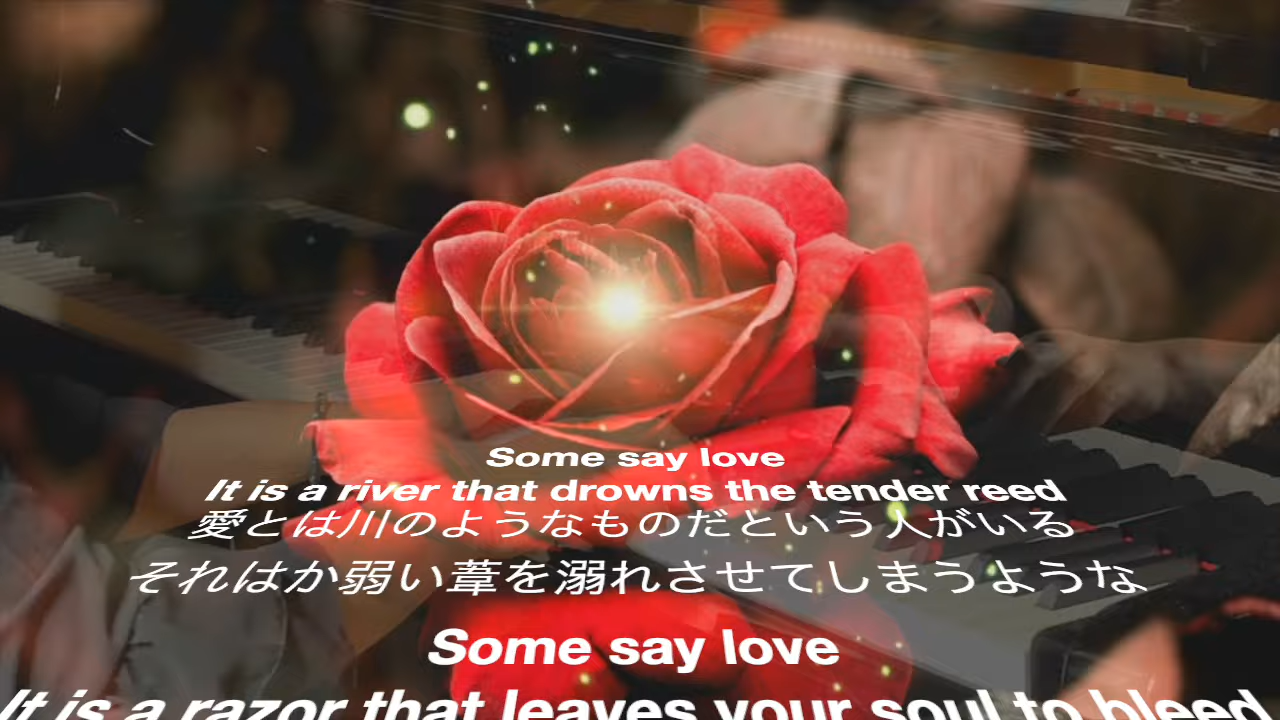 Some say love
It is a river that drowns the tender reed
愛とは川のようなものだという人がいる
それはか弱い葦を溺れさせてしまうような
Some say love
It is a razor that leaves your soul to bleed